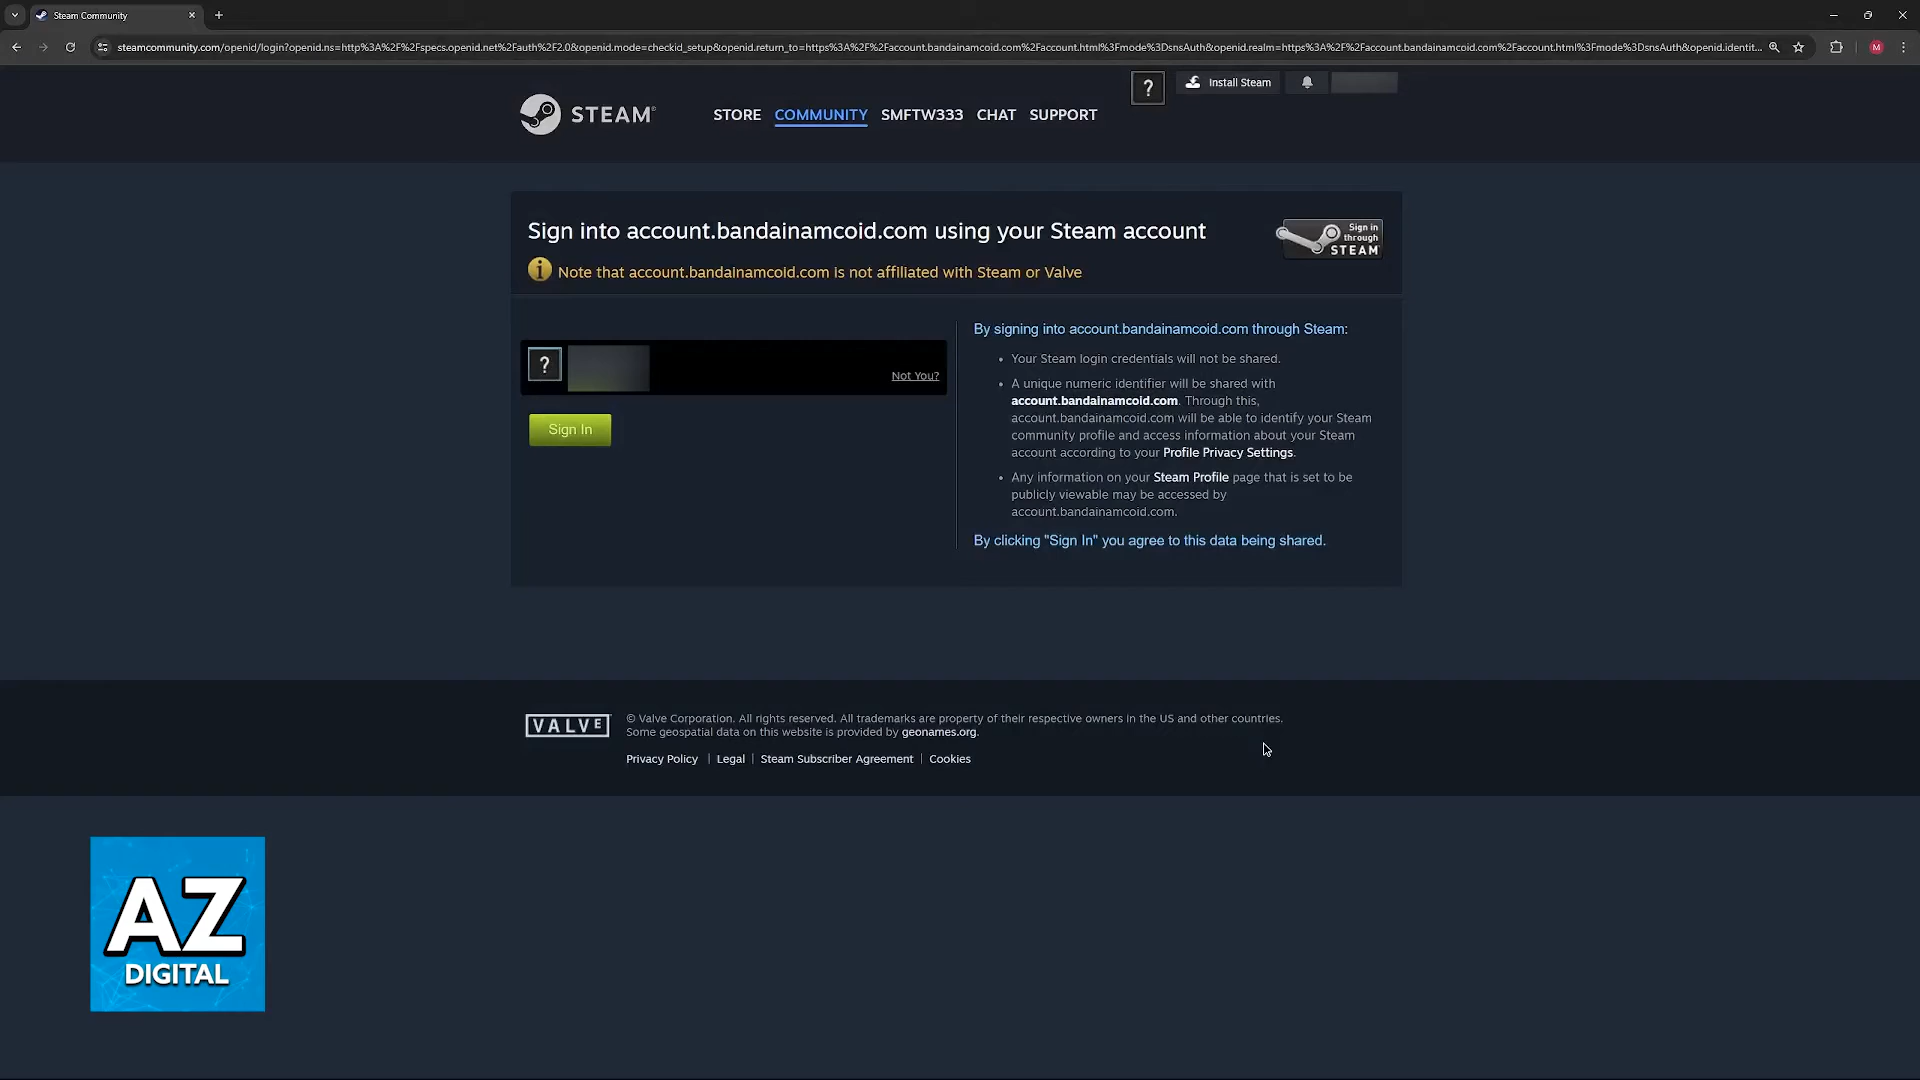 Steam Community
steamcommunity.com/openid/login?openid.ns=http%3A%2F%2Fspecs.openid.net%2Fauth%2F2.0&openid.mode=checkid_setup&openid.return_to=https%3A%2F%2Faccount.bandainamcoid.com%2Faccount.html%3Fmode%3DsnsAuth&openid.realm=https%3A%2F%2Faccount.bandainamcoid.com%2Faccount.html%3Fmode%3DsnsAuth&openid.identit...
M
? Install Steam
STEAM
STORE COMMUNITY SMFTW333 CHAT SUPPORT
Sign into account.bandainamcoid.com using your Steam account
Sign in
through
STEAM
Note that account.bandainamcoid.com is not affiliated with Steam or Valve
?
Not You?
Sign In
By signing into account.bandainamcoid.com through Steam:
• Your Steam login credentials will not be shared.
• A unique numeric identifier will be shared with
account.bandainamcoid.com. Through this,
account.bandainamcoid.com will be able to identify your Steam
community profile and access information about your Steam
account according to your Profile Privacy Settings.
• Any information on your Steam Profile page that is set to be
publicly viewable may be accessed by
account.bandainamcoid.com.
By clicking "Sign In" you agree to this data being shared.
VALVE
© Valve Corporation. All rights reserved. All trademarks are property of their respective owners in the US and other countries.
Some geospatial data on this website is provided by geonames.org.
Privacy Policy | Legal | Steam Subscriber Agreement | Cookies
AZ
DIGITAL